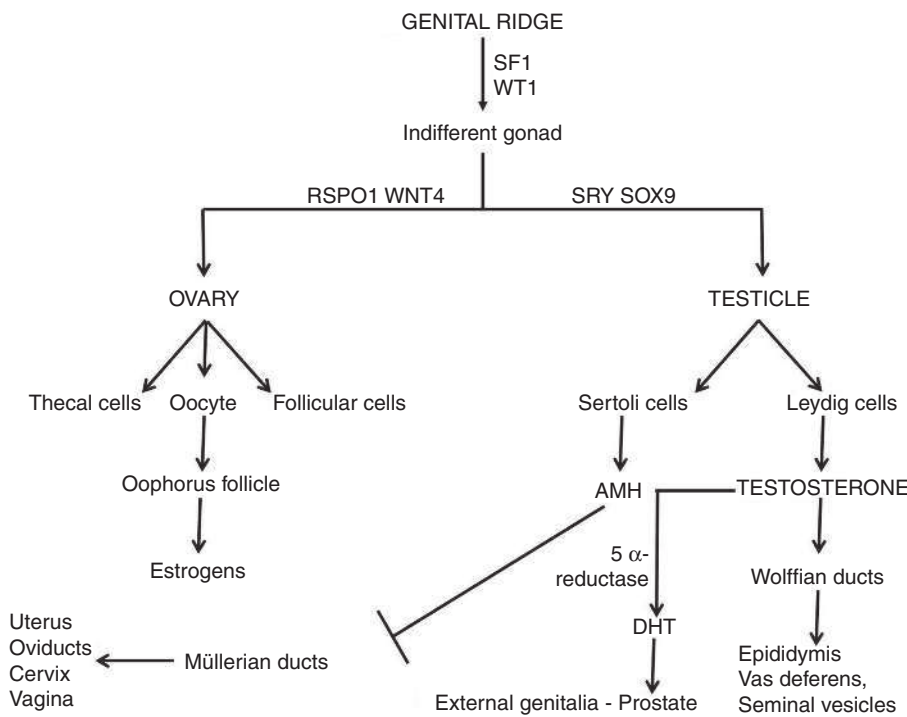 GENITAL RIDGE
SF1
WT1
Indifferent gonad
RSPO1 WNT4
SRY SOX9
OVARY
TESTICLE
Thecal cells
Oocyte
Follicular cells
Sertoli cells
Leydig cells
Oophorus follicle
AMH
TESTOSTERONE
Estrogens
5 α-
reductase
Wolffian ducts
Uterus
Oviducts
Cervix
Vagina
Müllerian ducts
DHT
External genitalia - Prostate
Epididymis
Vas deferens,
Seminal vesicles